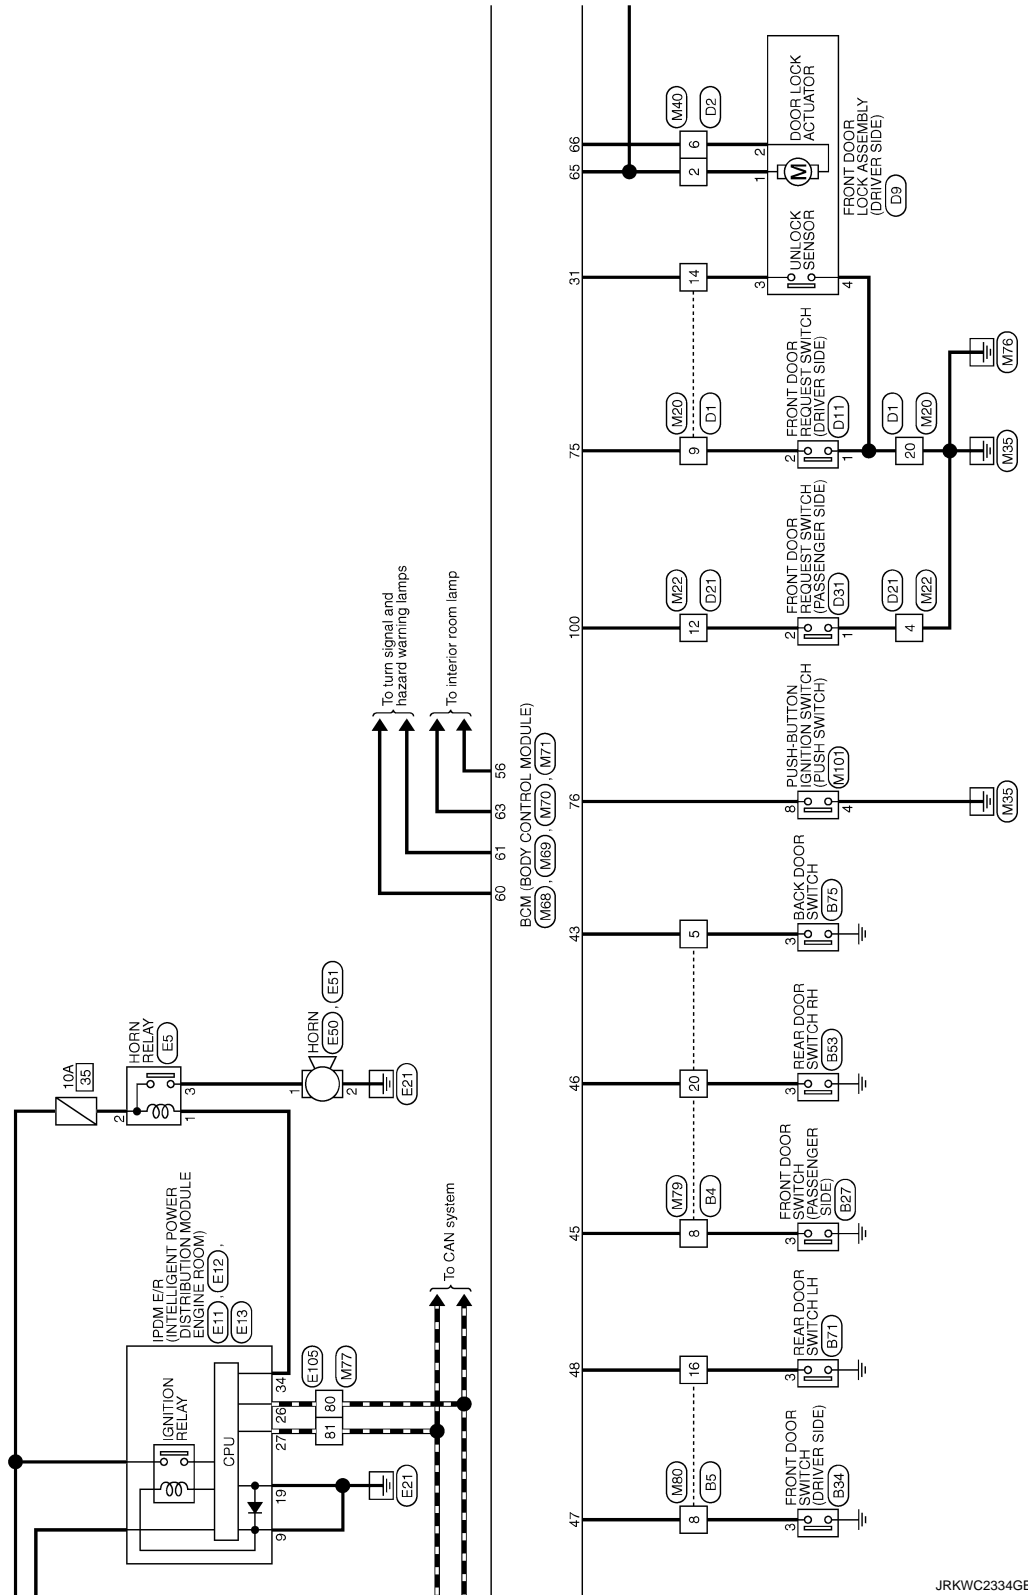 IPDM E/R
(INTELLIGENT POWER
DISTRIBUTION MODULE
ENGINE ROOM)
E11 , E12 ,
E13
IGNITION
RELAY
CPU
9
19
27
26
34
81
80
E105
M77
E21
To CAN system
10A
35
HORN
RELAY
E5
2
1
3
HORN
E50 , E51
1
2
E21
To turn signal and
hazard warning lamps
To interior room lamp
60
61
63
56
BCM (BODY CONTROL MODULE)
M68 , M69 , M70 , M71
47
48
45
46
43
76
100
75
31
65
66
8
M80
B5
16
8
M79
B4
20
5
12
M22
D21
9
M20
D1
14
2
6
M40
D2
3
FRONT DOOR
SWITCH
(DRIVER SIDE)
B34
3
REAR DOOR
SWITCH LH
B71
3
FRONT DOOR
SWITCH
(PASSENGER
SIDE)
B27
3
REAR DOOR
SWITCH RH
B53
3
BACK DOOR
SWITCH
B75
8
4
PUSH-BUTTON
IGNITION SWITCH
(PUSH SWITCH)
M101
M35
2
1
FRONT DOOR
REQUEST SWITCH
(PASSENGER SIDE)
D31
4
D21
M22
2
1
FRONT DOOR
REQUEST SWITCH
(DRIVER SIDE)
D11
20
D1
M20
M35
M76
3
4
UNLOCK
SENSOR
1
2
M
DOOR LOCK
ACTUATOR
FRONT DOOR
LOCK ASSEMBLY
(DRIVER SIDE)
D9
JRKWC2334GE